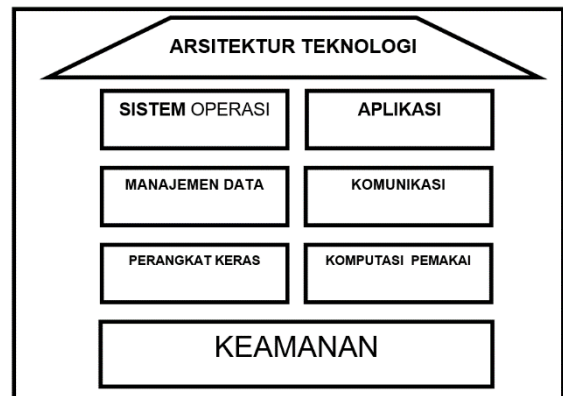 ARSITEKTUR TEKNOLOGI
SISTEM OPERASI
APLIKASI
MANAJEMEN DATA
KOMUNIKASI
PERANGKAT KERAS
KOMPUTASI PEMAKAI
KEAMANAN